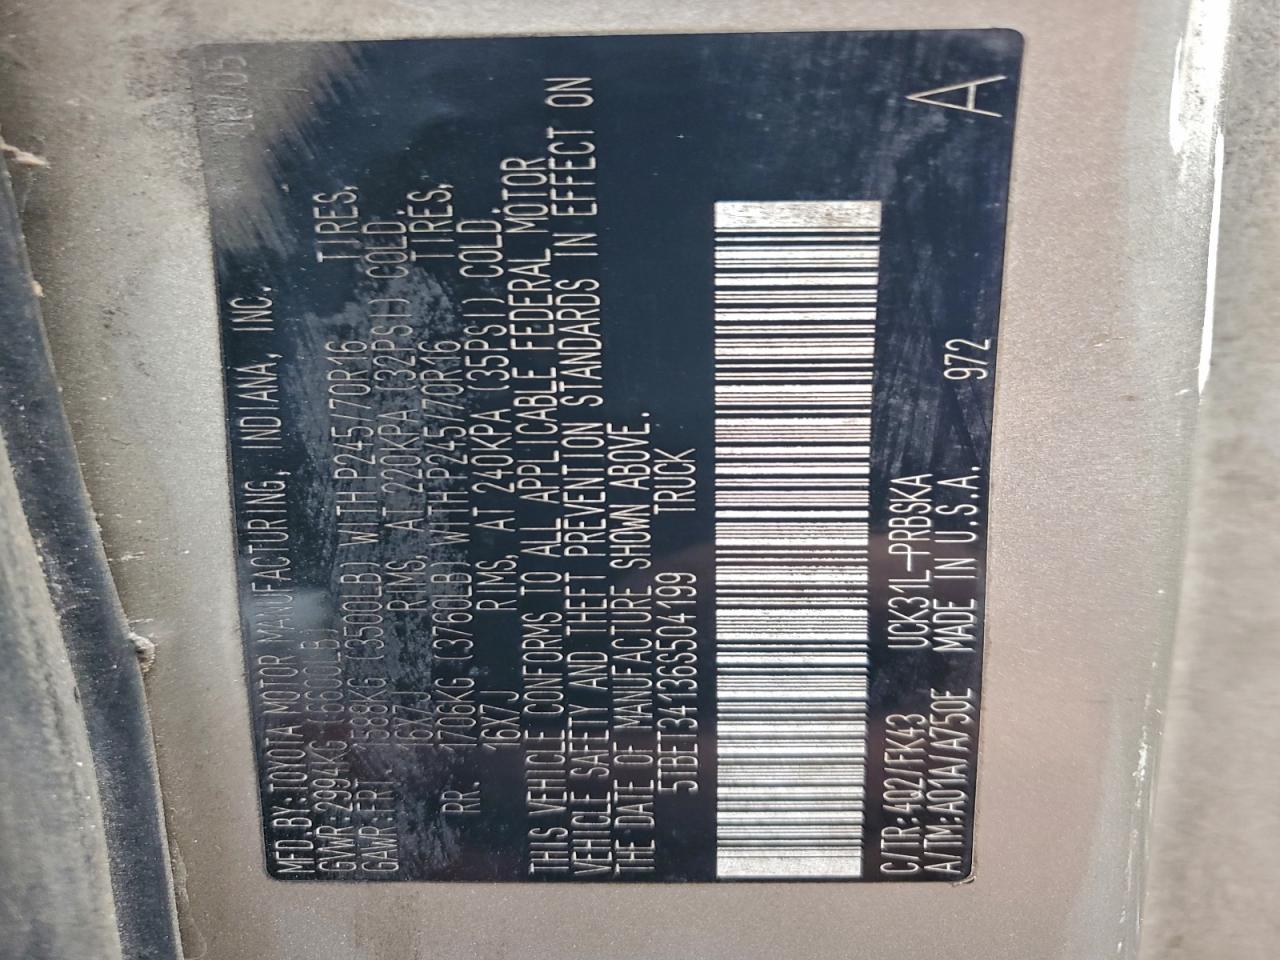 MFD.BY:TOYOTA MOTOR MANUFACTURING, INDIANA, INC. /05
GVWR:2994KG (6600LB)
GAWR:FRT. 1588KG (3500LB) WITH P245/70R16 TIRES,
16X7J RIMS, AT 220KPA (32PSI) COLD.
RR. 1706KG (3760LB) WITH P245/70R16 TIRES,
16X7J RIMS, AT 240KPA (35PSI) COLD.
THIS VEHICLE CONFORMS TO ALL APPLICABLE FEDERAL MOTOR
VEHICLE SAFETY AND THEFT PREVENTION STANDARDS IN EFFECT ON
THE DATE OF MANUFACTURE SHOWN ABOVE.
5TBET34136S504199 TRUCK
C/TR:4Q2/FK43 UCK31L-PRBSKA
A/TM:A01A/A750E MADE IN U.S.A. 972 A